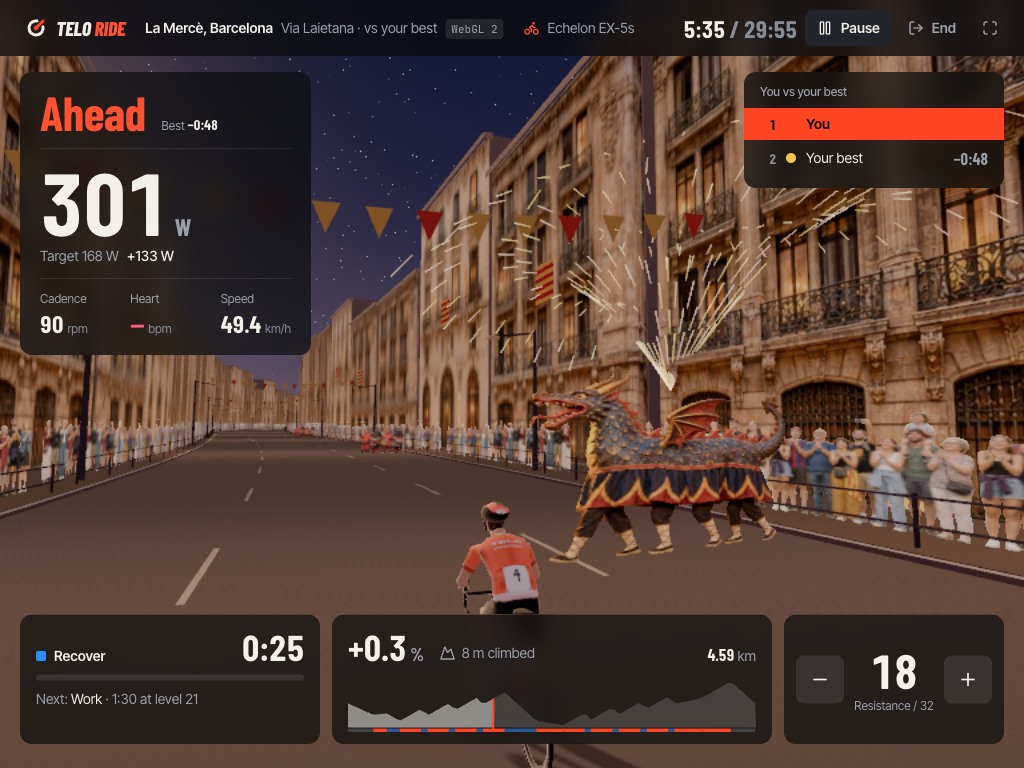 TELO RIDE
La Mercè, Barcelona Via Laietana · vs your best WebGL 2
Echelon EX-5s
5:35 / 29:55
Pause
End
Ahead Best −0:48
301 W
Target 168 W +133 W
Cadence Heart Speed
90 rpm — bpm 49.4 km/h
You vs your best
1 You
2 Your best −0:48
4
Recover 0:25
Next: Work · 1:30 at level 21
+0.3 % 8 m climbed 4.59 km
− 18 +
Resistance / 32